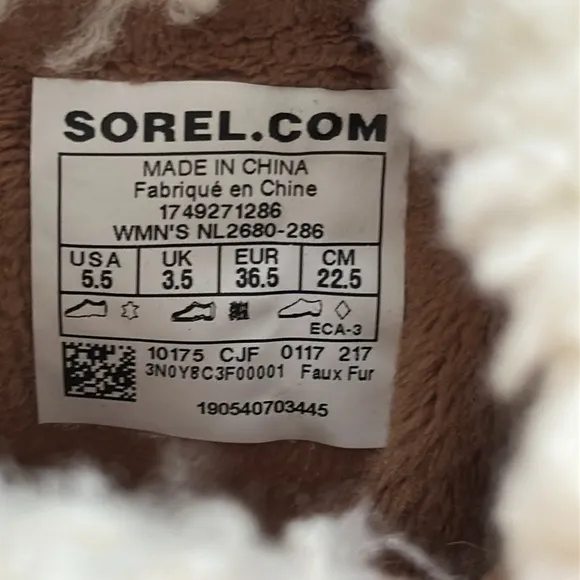 SOREL.COM
MADE IN CHINA
Fabriqué en Chine
1749271286
WMN'S NL2680-286
USA UK EUR CM
5.5 3.5 36.5 22.5
ECA-3
10175 CJF 0117 217
3N0Y8C3F00001 Faux Fur
190540703445